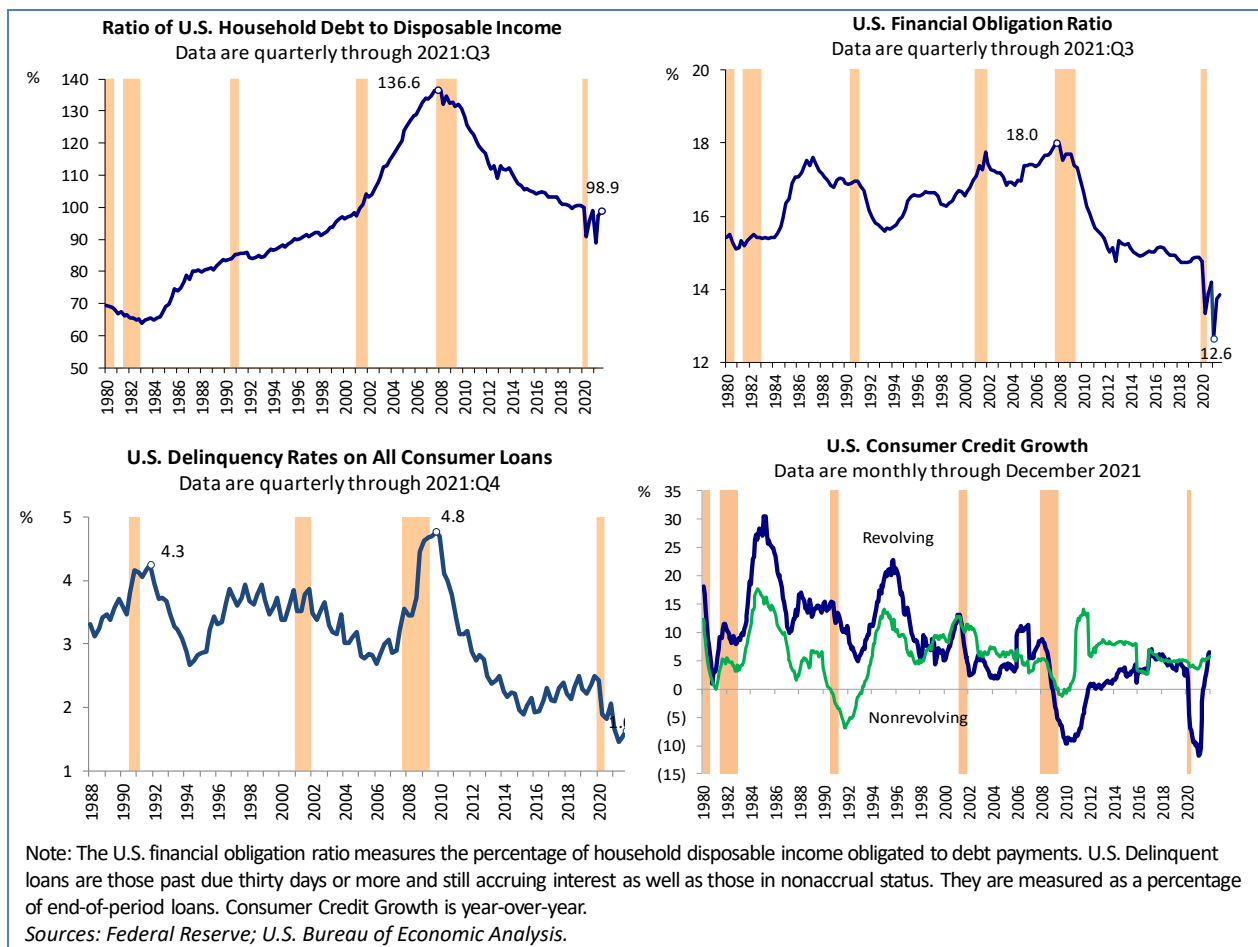 Ratio of U.S. Household Debt to Disposable Income
Data are quarterly through 2021:Q3
%
140
130
120
110
100
90
80
70
60
50
136.6
98.9
1980 1982 1984 1986 1988 1990 1992 1994 1996 1998 2000 2002 2004 2006 2008 2010 2012 2014 2016 2018 2020
U.S. Financial Obligation Ratio
Data are quarterly through 2021:Q3
%
20
18
16
14
12
18.0
12.6
1980 1982 1984 1986 1988 1990 1992 1994 1996 1998 2000 2002 2004 2006 2008 2010 2012 2014 2016 2018 2020
U.S. Delinquency Rates on All Consumer Loans
Data are quarterly through 2021:Q4
%
5
4
3
2
1
4.3
4.8
1988 1990 1992 1994 1996 1998 2000 2002 2004 2006 2008 2010 2012 2014 2016 2018 2020
U.S. Consumer Credit Growth
Data are monthly through December 2021
%
35
30
25
20
15
10
5
0
(5)
(10)
(15)
Revolving
Nonrevolving
1980 1982 1984 1986 1988 1990 1992 1994 1996 1998 2000 2002 2004 2006 2008 2010 2012 2014 2016 2018 2020
Note: The U.S. financial obligation ratio measures the percentage of household disposable income obligated to debt payments. U.S. Delinquent
loans are those past due thirty days or more and still accruing interest as well as those in nonaccrual status. They are measured as a percentage
of end-of-period loans. Consumer Credit Growth is year-over-year.
Sources: Federal Reserve; U.S. Bureau of Economic Analysis.